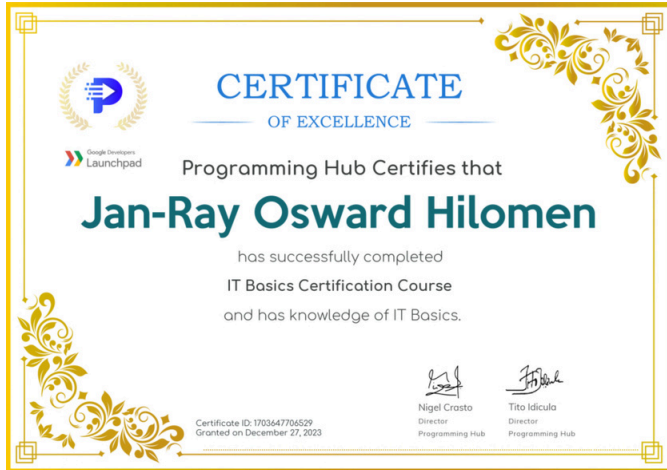 CERTIFICATE
OF EXCELLENCE
Google Developers
Launchpad
Programming Hub Certifies that
Jan-Ray Osward Hilomen
has successfully completed
IT Basics Certification Course
and has knowledge of IT Basics.
Nigel Crasto
Director
Programming Hub
Tito Idicula
Director
Programming Hub
Certificate ID: 1703647706529
Granted on December 27, 2023